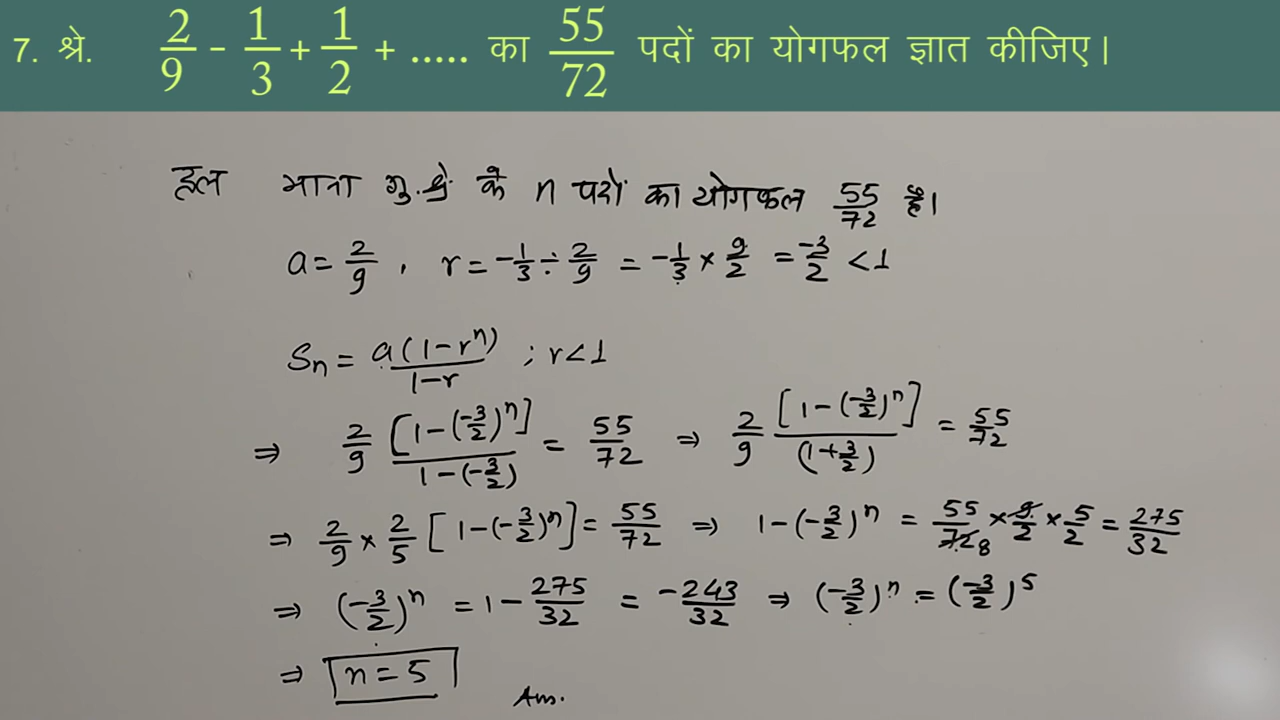 7. श्रे. 2/9 - 1/3 + 1/2 + ..... का 55/72 पदों का योगफल ज्ञात कीजिए।
हल माना गु.श्रे के n पदों का योगफल 55/72 है।
a = 2/9 , r = -1/3 ÷ 2/9 = -1/3 × 9/2 = -3/2 < 1
Sn = a(1-r^n)/1-r ; r<1
⇒ 2/9 [1-(-3/2)^n]/1-(-3/2) = 55/72 ⇒ 2/9 [1-(-3/2)^n]/(1+3/2) = 55/72
⇒ 2/9 × 2/5 [1-(-3/2)^n] = 55/72 ⇒ 1-(-3/2)^n = 55/72 8 × 9/2 × 5/2 = 275/32
⇒ (-3/2)^n = 1 - 275/32 = -243/32 ⇒ (-3/2)^n = (-3/2)^5
⇒ n = 5 Ans.